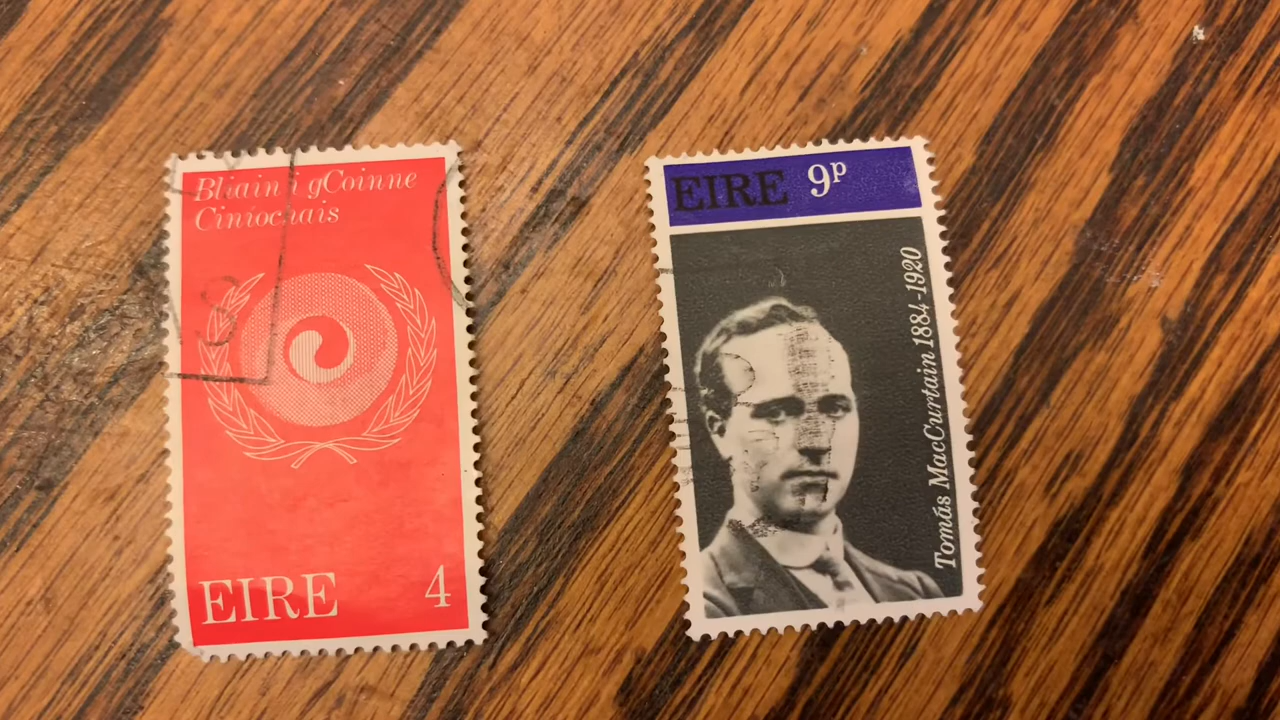 Bliain i gCoinne
Ciníochais
EIRE 4
EIRE 9p
Tomás MacCurtain 1884-1920